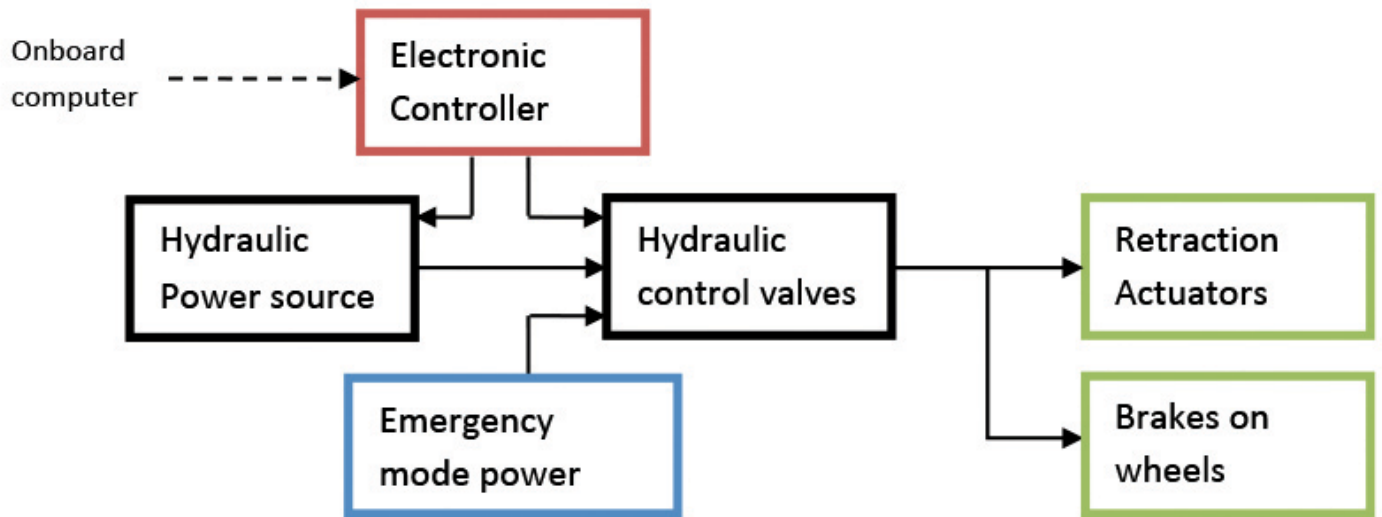 Onboard
computer
Electronic
Controller
Hydraulic
Power source
Hydraulic
control valves
Retraction
Actuators
Emergency
mode power
Brakes on
wheels